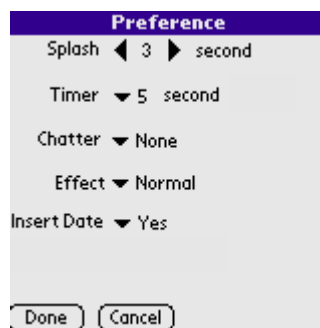 Preference
Splash 3 second
Timer 5 second
Chatter None
Effect Normal
Insert Date Yes
Done Cancel